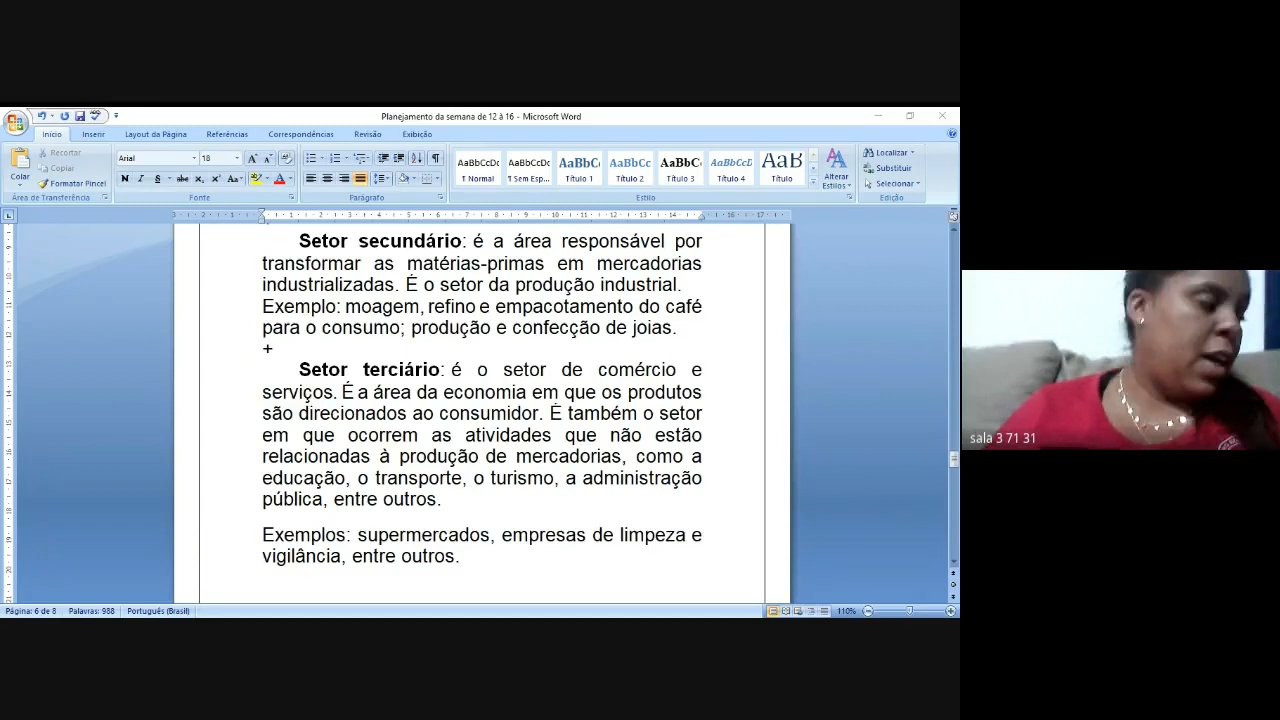 Planejamento da semana de 12 à 16 - Microsoft Word
Início Inserir Layout da Página Referências Correspondências Revisão Exibição
Colar
Recortar
Copiar
Formatar Pincel
Área de Transferência
Arial 18
Fonte
Parágrafo
AaBbCcDc AaBbCcDc AaBbC AaBbCc AaBbC AaBbCcD AaB
¶ Normal ¶ Sem Esp... Título 1 Título 2 Título 3 Título 4 Título
Alterar Estilos
Estilo
Localizar
Substituir
Selecionar
Edição
Setor secundário: é a área responsável por
transformar as matérias-primas em mercadorias
industrializadas. É o setor da produção industrial.
Exemplo: moagem, refino e empacotamento do café
para o consumo; produção e confecção de joias.
+
Setor terciário: é o setor de comércio e
serviços. É a área da economia em que os produtos
são direcionados ao consumidor. É também o setor
em que ocorrem as atividades que não estão
relacionadas à produção de mercadorias, como a
educação, o transporte, o turismo, a administração
pública, entre outros.
Exemplos: supermercados, empresas de limpeza e
vigilância, entre outros.
Página: 6 de 8 Palavras: 988 Português (Brasil) 110%
sala 3 71 31